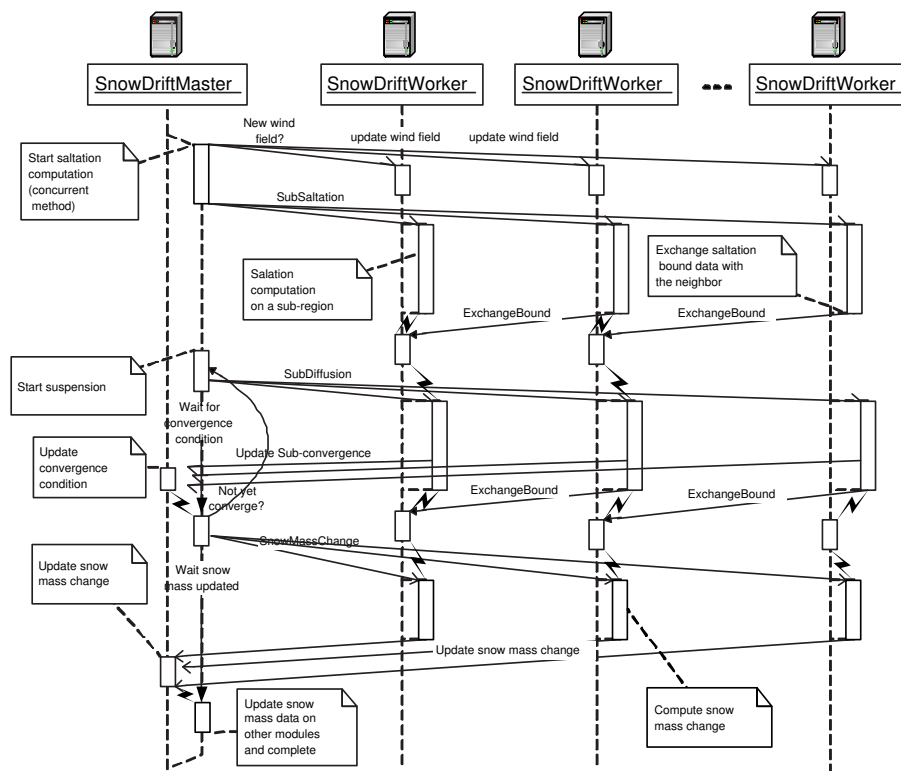 SnowDriftMaster
SnowDriftWorker
SnowDriftWorker
SnowDriftWorker
New wind
field?
update wind field
update wind field
Start saltation
computation
(concurrent
method)
SubSaltation
Salation
computation
on a sub-region
Exchange saltation
bound data with
the neighbor
ExchangeBound
ExchangeBound
Start suspension
SubDiffusion
Wait for
convergence
condition
Update
convergence
condition
Update Sub-convergence
Not yet
converge?
ExchangeBound
ExchangeBound
SnowMassChange
Update snow
mass change
Wait snow
mass updated
Update snow mass change
Update snow
mass data on
other modules
and complete
Compute snow
mass change